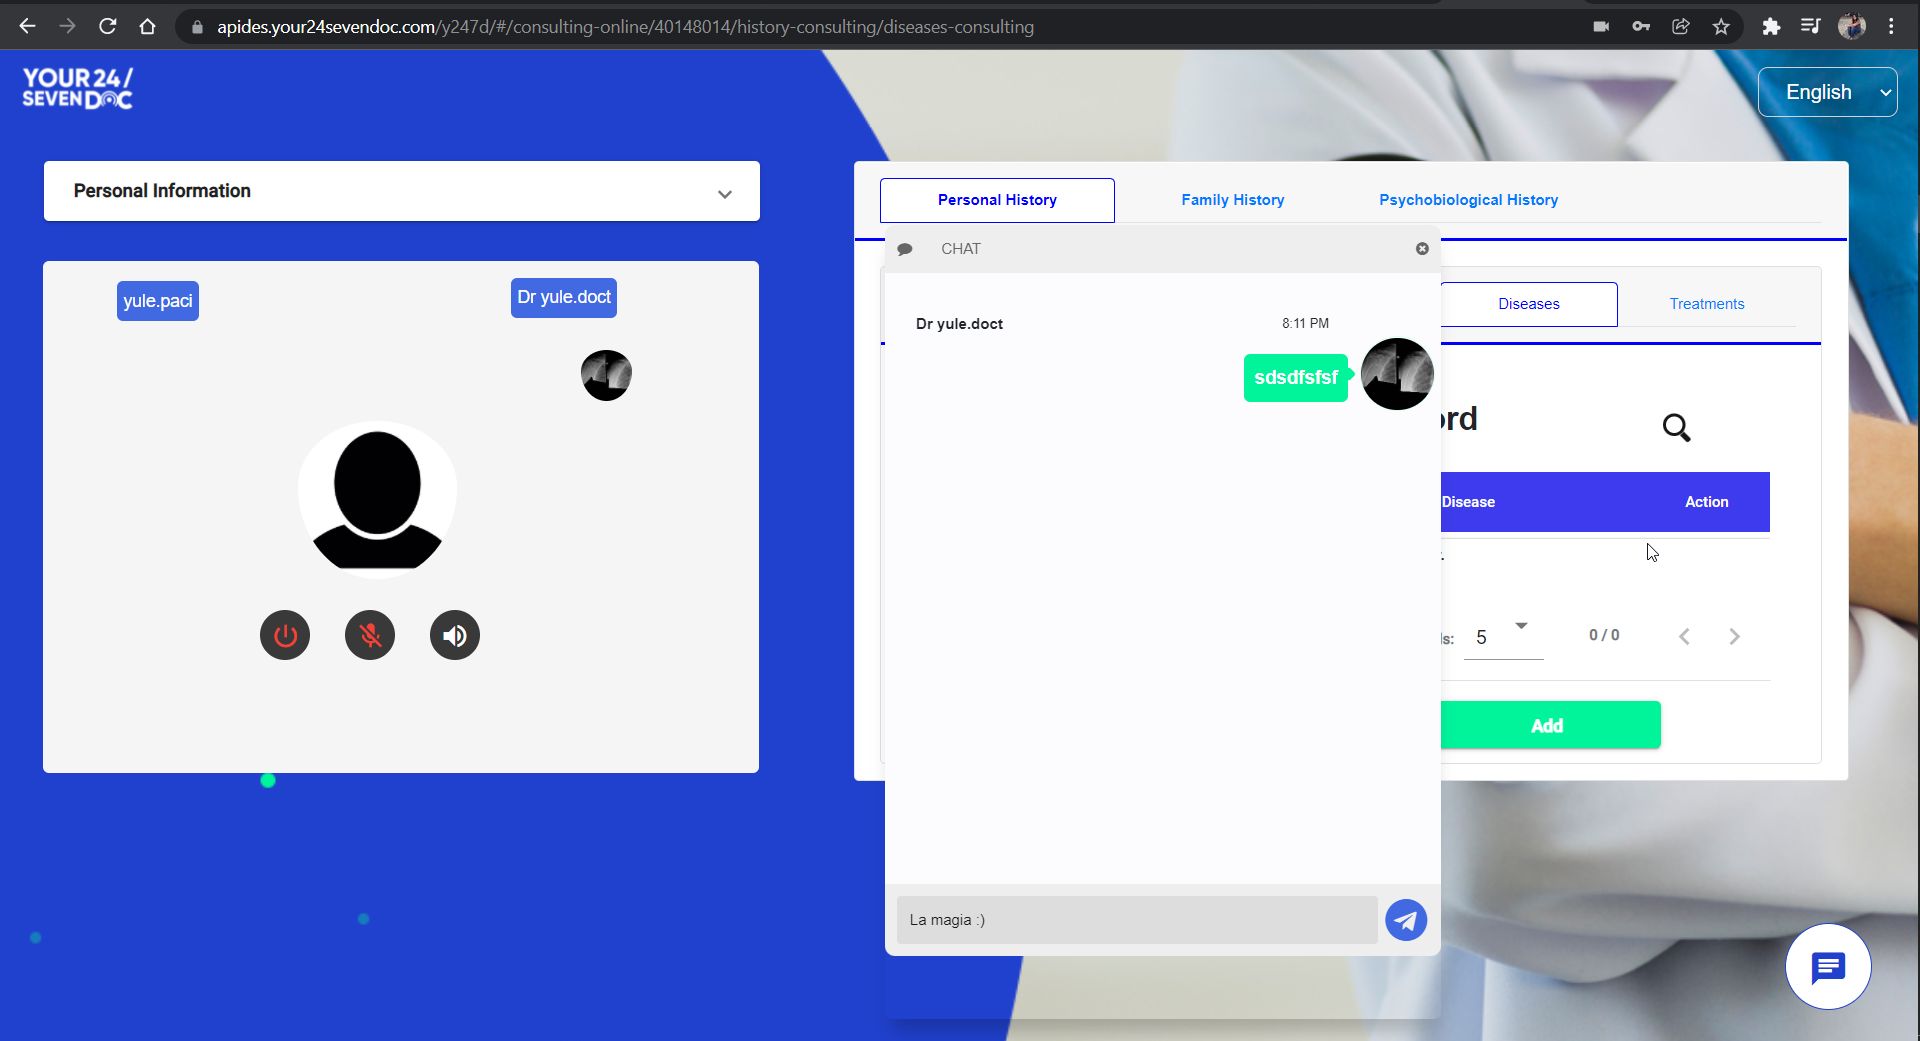 apides.your24sevendoc.com/y247d/#/consulting-online/40148014/history-consulting/diseases-consulting
YOUR 24/
SEVEN DOC
English
Personal Information
yule.paci
Dr yule.doct
Personal History
Family History
Psychobiological History
CHAT
Dr yule.doct
8:11 PM
sdsdfsfsf
La magia :)
Diseases
Treatments
ord
Disease
Action
ls:
5
0 / 0
Add